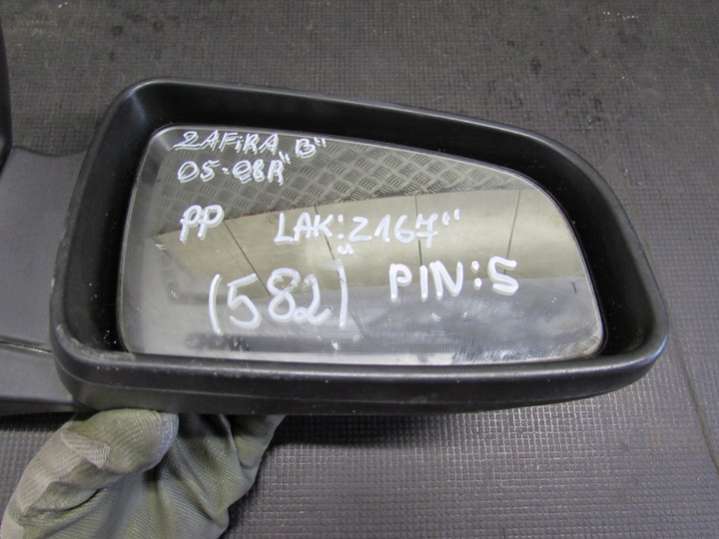 ZAFiRA „B"
05-08R
PP LAK: „Z167"
(582) PIN:5